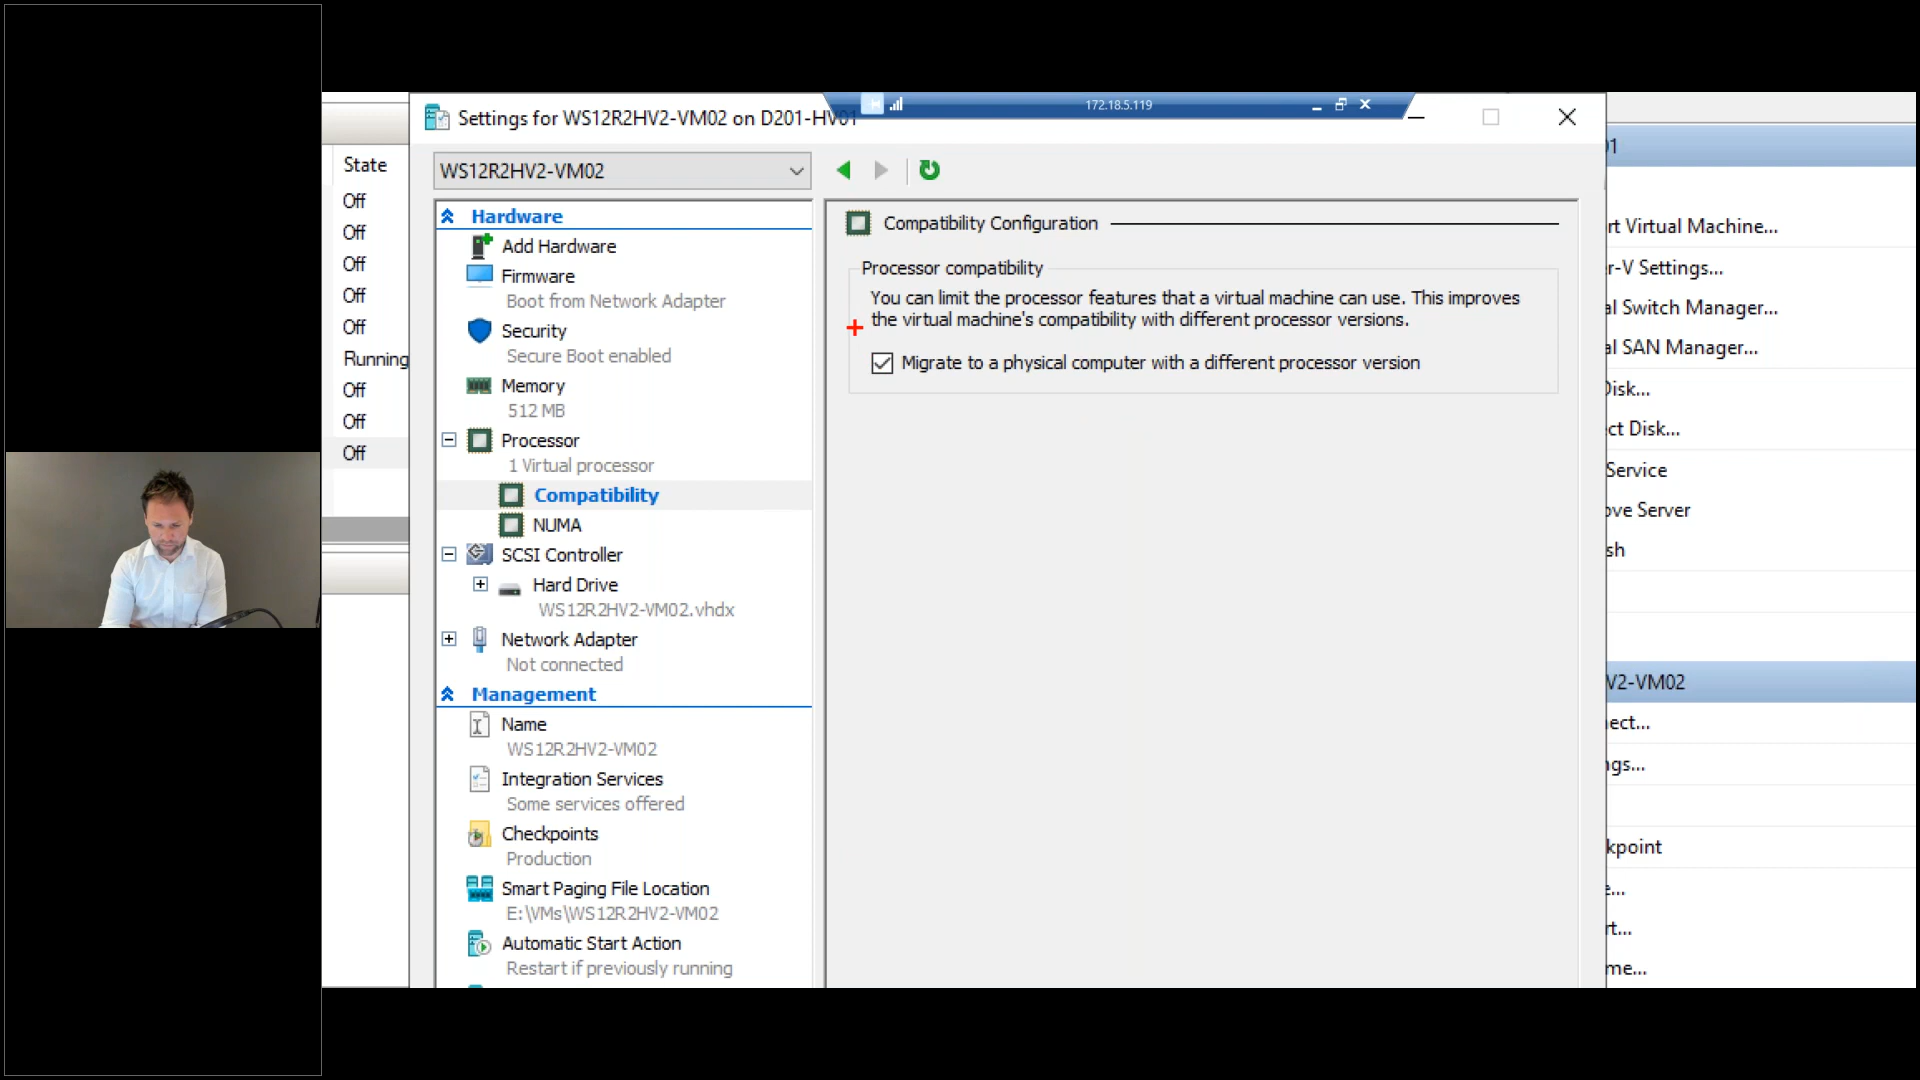 172.18.5.119
Settings for WS12R2HV2-VM02 on D201-HV01
WS12R2HV2-VM02
State
Off
Off
Off
Off
Off
Running
Off
Off
Off
Hardware
Add Hardware
Firmware
Boot from Network Adapter
Security
Secure Boot enabled
Memory
512 MB
Processor
1 Virtual processor
Compatibility
NUMA
SCSI Controller
Hard Drive
WS12R2HV2-VM02.vhdx
Network Adapter
Not connected
Management
Name
WS12R2HV2-VM02
Integration Services
Some services offered
Checkpoints
Production
Smart Paging File Location
E:\VMs\WS12R2HV2-VM02
Automatic Start Action
Restart if previously running
Compatibility Configuration
Processor compatibility
You can limit the processor features that a virtual machine can use. This improves
the virtual machine's compatibility with different processor versions.
Migrate to a physical computer with a different processor version
01
rt Virtual Machine...
r-V Settings...
al Switch Manager...
al SAN Manager...
Disk...
ct Disk...
Service
ove Server
sh
V2-VM02
nect...
ngs...
kpoint
e...
rt...
me...